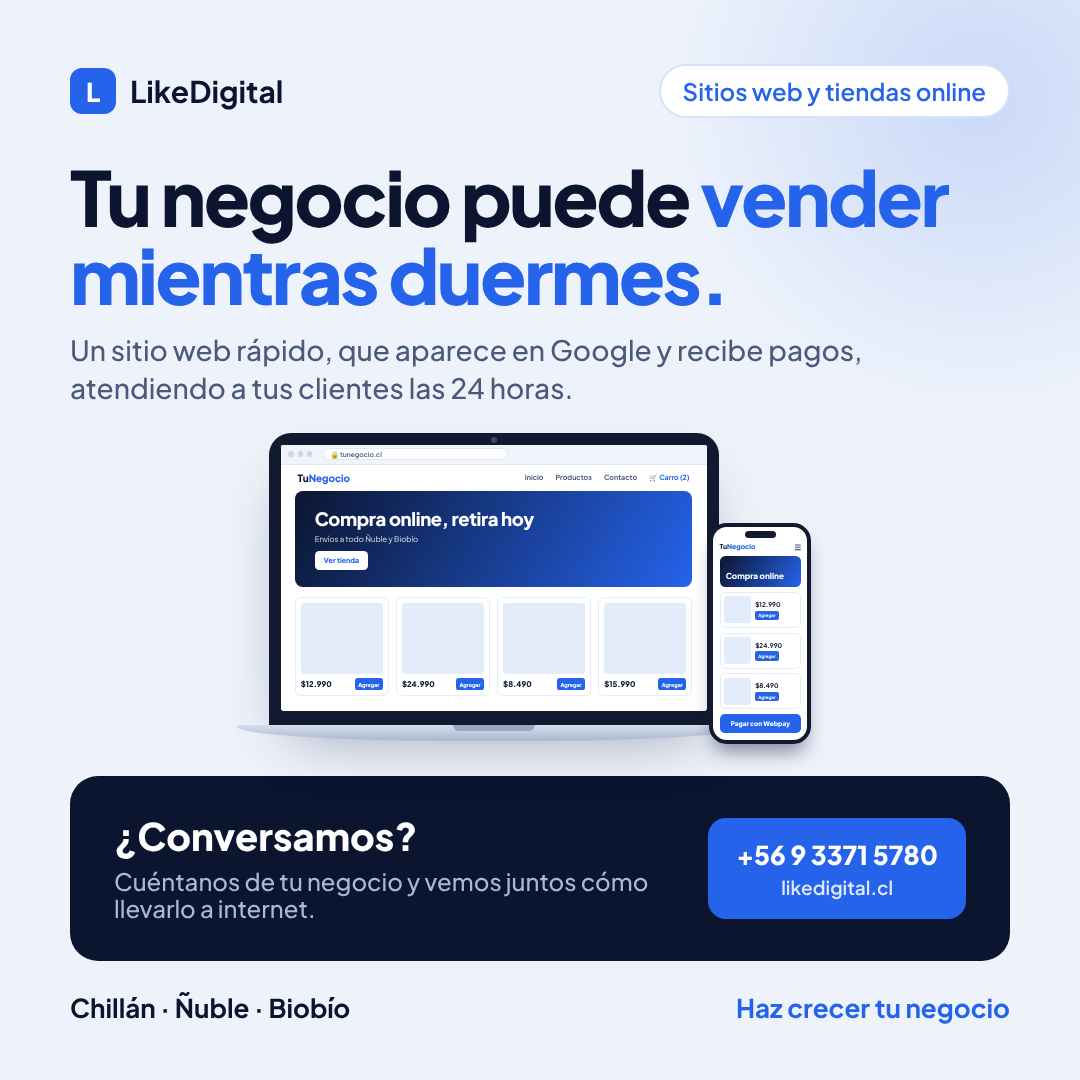 L LikeDigital
Sitios web y tiendas online
Tu negocio puede vender
mientras duermes.
Un sitio web rápido, que aparece en Google y recibe pagos,
atendiendo a tus clientes las 24 horas.
tunegocio.cl
TuNegocio
Inicio Productos Contacto 🛒 Carro (2)
Compra online, retira hoy
Envíos a todo Ñuble y Biobío
Ver tienda
$12.990 Agregar $24.990 Agregar $8.490 Agregar $15.990 Agregar
TuNegocio
Compra online
$12.990
Agregar
$24.990
Agregar
$8.490
Agregar
Pagar con Webpay
¿Conversamos?
Cuéntanos de tu negocio y vemos juntos cómo
llevarlo a internet.
+56 9 3371 5780
likedigital.cl
Chillán · Ñuble · Biobío
Haz crecer tu negocio